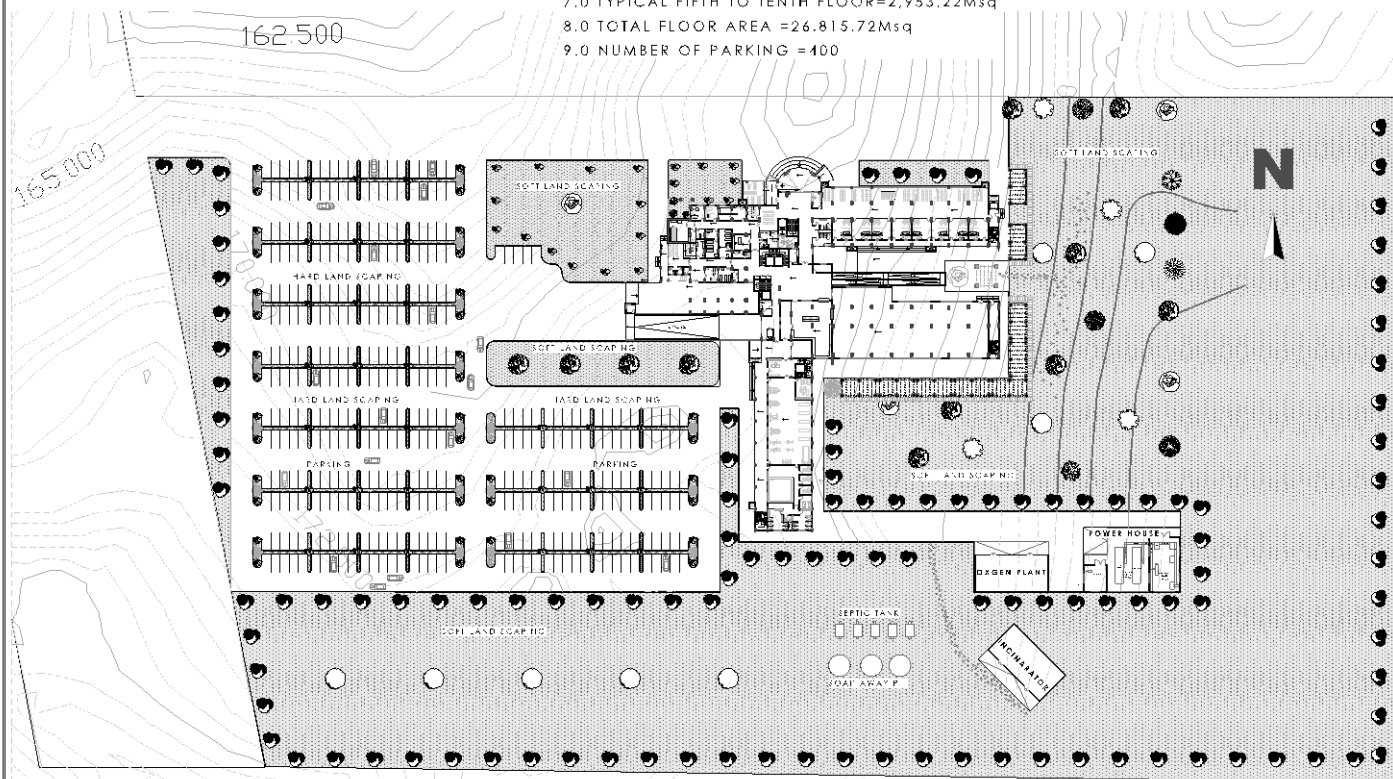 7.0 TYPICAL FIFTH TO TENTH FLOOR=2,953.22Msq
8.0 TOTAL FLOOR AREA =26.815.72Msq
9.0 NUMBER OF PARKING =400
162.500
165.000
SOFT LAND SCAPING
N
SOFT LAND SCAPING
HARD LAND SCAPING
SOFT LAND SCAPING
HARD LAND SCAPING
HARD LAND SCAPING
PARKING
PARKING
SOFT LAND SCAPING
POWER HOUSE
OXGEN PLANT
SEPTIC TANK
SOFT LAND SCAPING
SOAK AWAY P
INCINARATOR